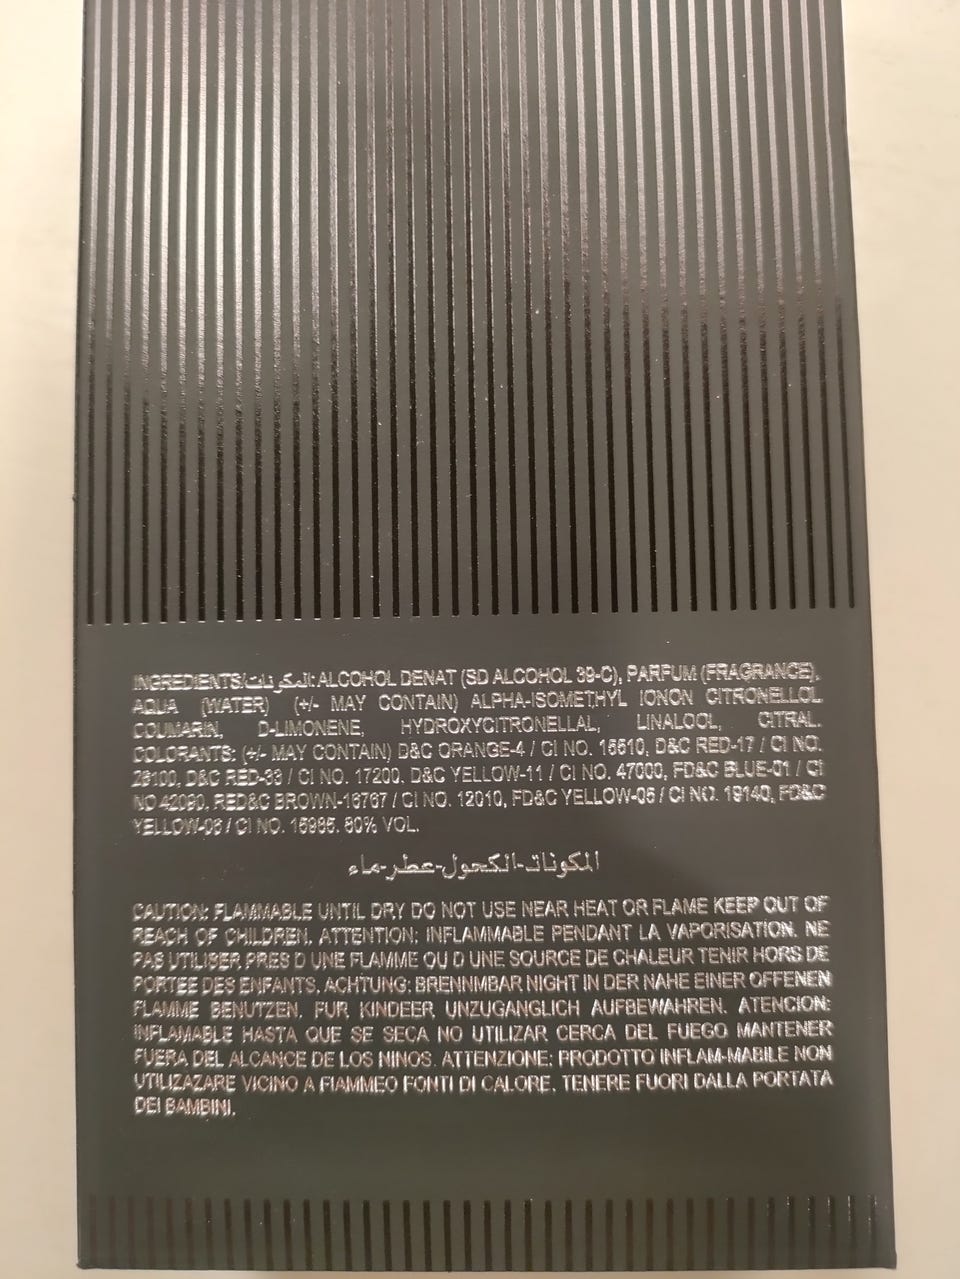 INGREDIENTS/المكونات: ALCOHOL DENAT (SD ALCOHOL 39-C), PARFUM (FRAGRANCE),
AQUA (WATER) (+/- MAY CONTAIN) ALPHA-ISOMETHYL IONON CITRONELLOL
COUMARIN, D-LIMONENE, HYDROXYCITRONELLAL, LINALOOL, CITRAL.
COLORANTS: (+/- MAY CONTAIN) D&C ORANGE-4 / CI NO. 15510, D&C RED-17 / CI NO.
26100, D&C RED-33 / CI NO. 17200, D&C YELLOW-11 / CI NO. 47000, FD&C BLUE-01 / CI
NO 42090, RED&C BROWN-16767 / CI NO. 12010, FD&C YELLOW-05 / CI NO. 19140, FD&C
YELLOW-06 / CI NO. 15985. 80% VOL.
المكونات-الكحول-عطر-ماء
CAUTION: FLAMMABLE UNTIL DRY DO NOT USE NEAR HEAT OR FLAME KEEP OUT OF
REACH OF CHILDREN. ATTENTION: INFLAMMABLE PENDANT LA VAPORISATION. NE
PAS UTILISER PRES D UNE FLAMME OU D UNE SOURCE DE CHALEUR TENIR HORS DE
PORTEE DES ENFANTS. ACHTUNG: BRENNMBAR NIGHT IN DER NAHE EINER OFFENEN
FLAMME BENUTZEN. FUR KINDEER UNZUGANGLICH AUFBEWAHREN. ATENCION:
INFLAMABLE HASTA QUE SE SECA NO UTILIZAR CERCA DEL FUEGO MANTENER
FUERA DEL ALCANCE DE LOS NINOS. ATTENZIONE: PRODOTTO INFLAM-MABILE NON
UTILIZAZARE VICINO A FIAMMEO FONTI DI CALORE. TENERE FUORI DALLA PORTATA
DEI BAMBINI.